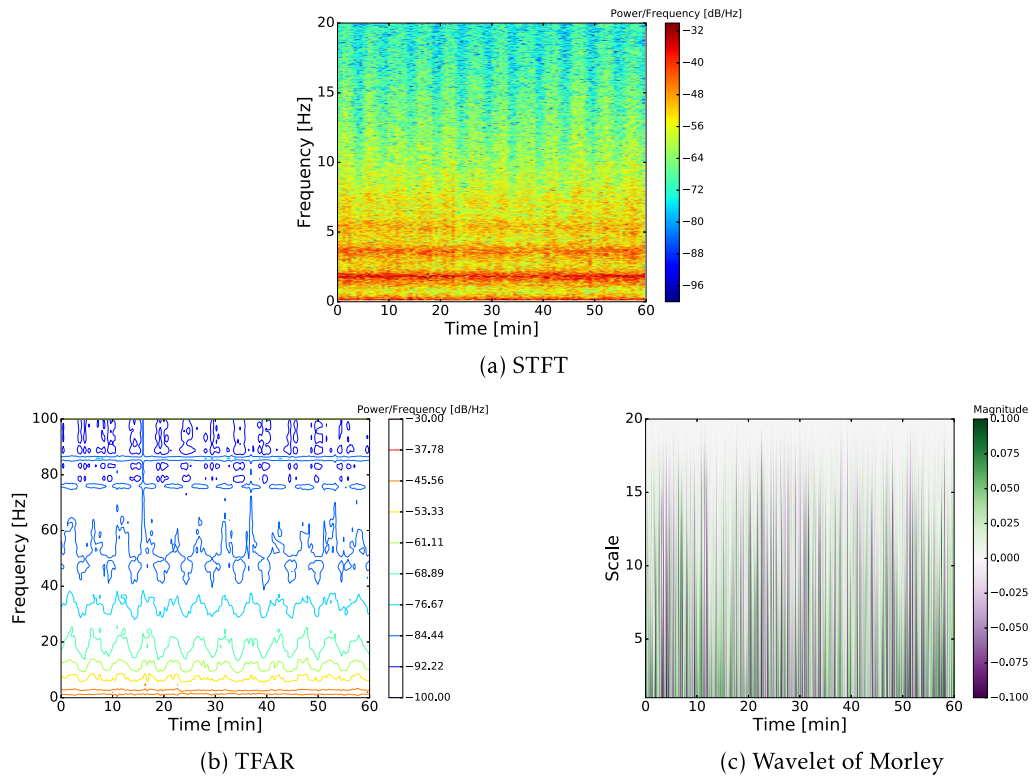 Power/Frequency [dB/Hz]
20
15
10
5
0
Frequency [Hz]
0 10 20 30 40 50 60
Time [min]
−32
−40
−48
−56
−64
−72
−80
−88
−96
(a) STFT
Power/Frequency [dB/Hz]
100
80
60
40
20
0
Frequency [Hz]
0 10 20 30 40 50 60
Time [min]
−30.00
−37.78
−45.56
−53.33
−61.11
−68.89
−76.67
−84.44
−92.22
−100.00
(b) TFAR
Magnitude
20
15
10
5
Scale
0 10 20 30 40 50 60
Time [min]
0.100
0.075
0.050
0.025
0.000
−0.025
−0.050
−0.075
−0.100
(c) Wavelet of Morley